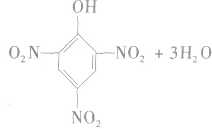 OH
O₂N NO₂ + 3H₂O
NO₂